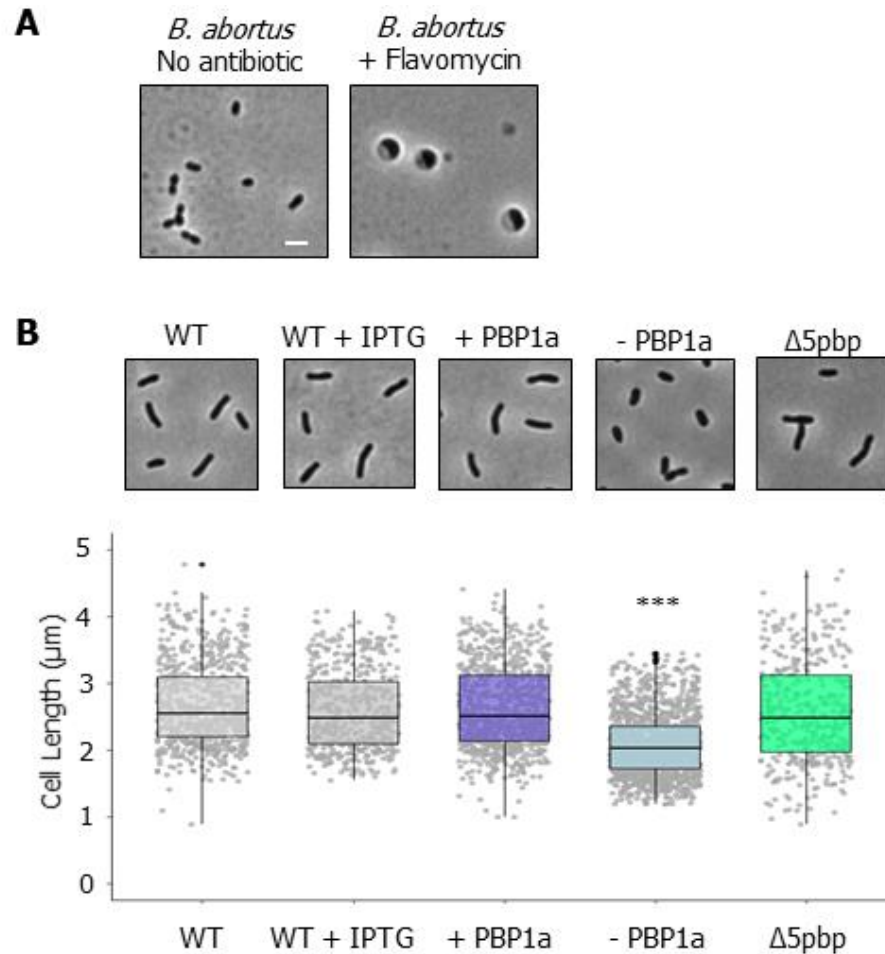 A
B. abortus
No antibiotic
B. abortus
+ Flavomycin
B
WT
WT + IPTG
+ PBP1a
- PBP1a
Δ5pbp
Cell Length (µm)
5
4
3
2
1
0
***
WT
WT + IPTG
+ PBP1a
- PBP1a
Δ5pbp